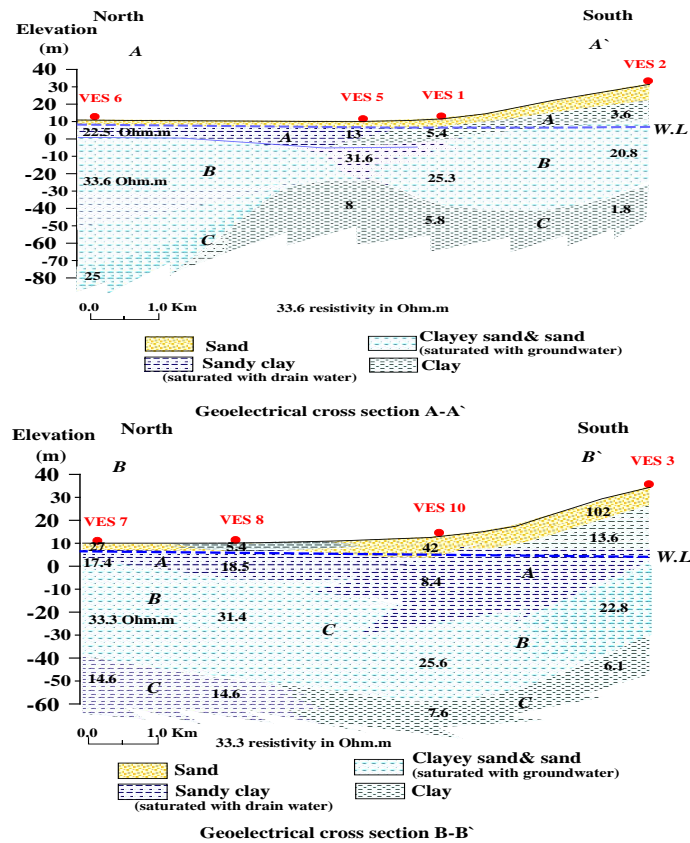 North
South
Elevation
(m)
A
A`
VES 2
VES 6
VES 5
VES 1
40
30
20
10
0
-10
-20
-30
-40
-50
-60
-70
-80
22.5 Ohm.m
A
13
5.4
A
3.6
W.L
31.6
B
B
20.8
33.6 Ohm.m
25.3
8
5.8
C
1.8
C
25
0.0
1.0 Km
33.6 resistivity in Ohm.m
Sand
Clayey sand& sand
(saturated with groundwater)
Sandy clay
(saturated with drain water)
Clay
Geoelectrical cross section A-A`
Elevation
(m)
North
South
B
B`
VES 3
VES 7
VES 8
VES 10
40
30
20
10
0
-10
-20
-30
-40
-50
-60
27
5.4
42
102
13.6
17.4
A
18.5
W.L
8.4
A
B
33.3 Ohm.m
31.4
C
22.8
B
25.6
6.1
14.6
C
14.6
7.6
C
0.0
1.0 Km
33.3 resistivity in Ohm.m
Sand
Clayey sand& sand
(saturated with groundwater)
Sandy clay
(saturated with drain water)
Clay
Geoelectrical cross section B-B`